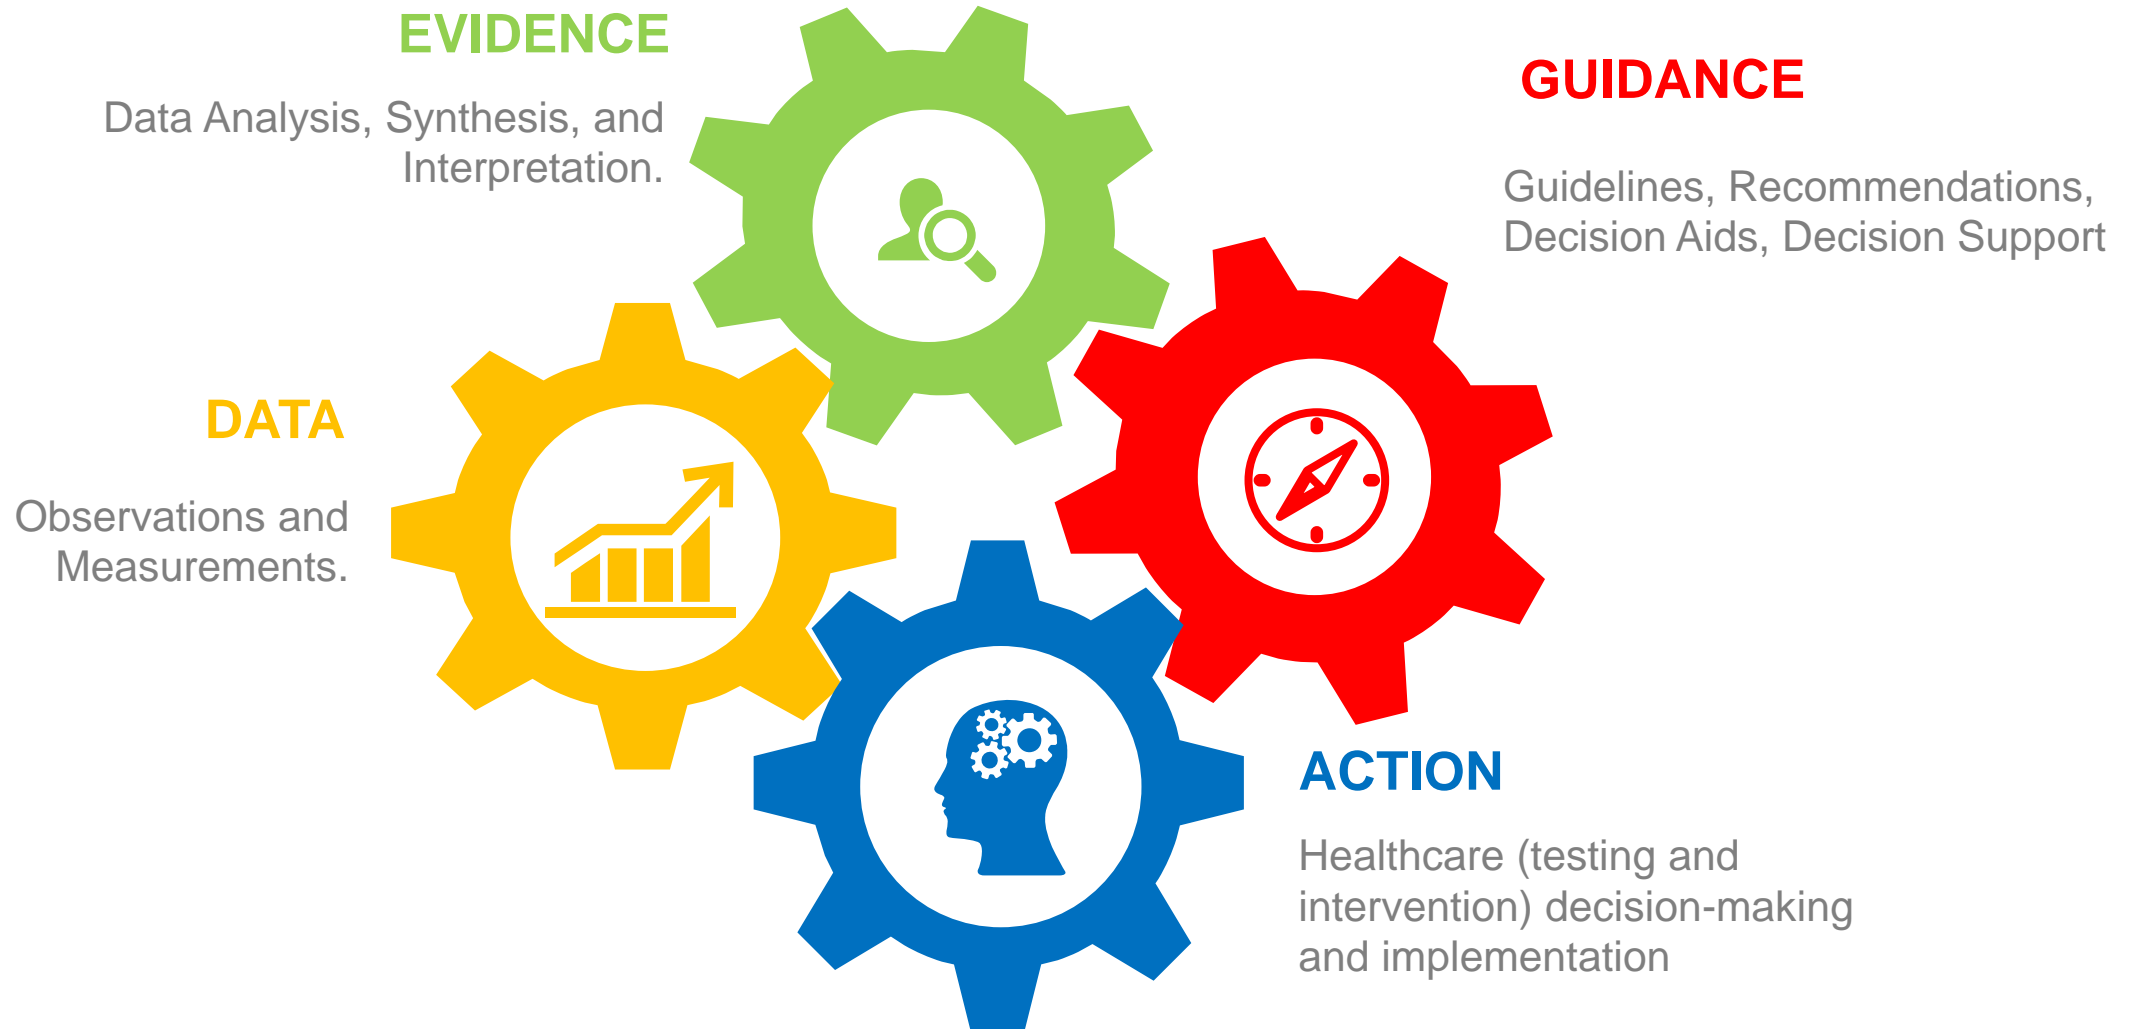 EVIDENCE
Data Analysis, Synthesis, and
Interpretation.
GUIDANCE
Guidelines, Recommendations,
Decision Aids, Decision Support
DATA
Observations and
Measurements.
ACTION
Healthcare (testing and
intervention) decision-making
and implementation